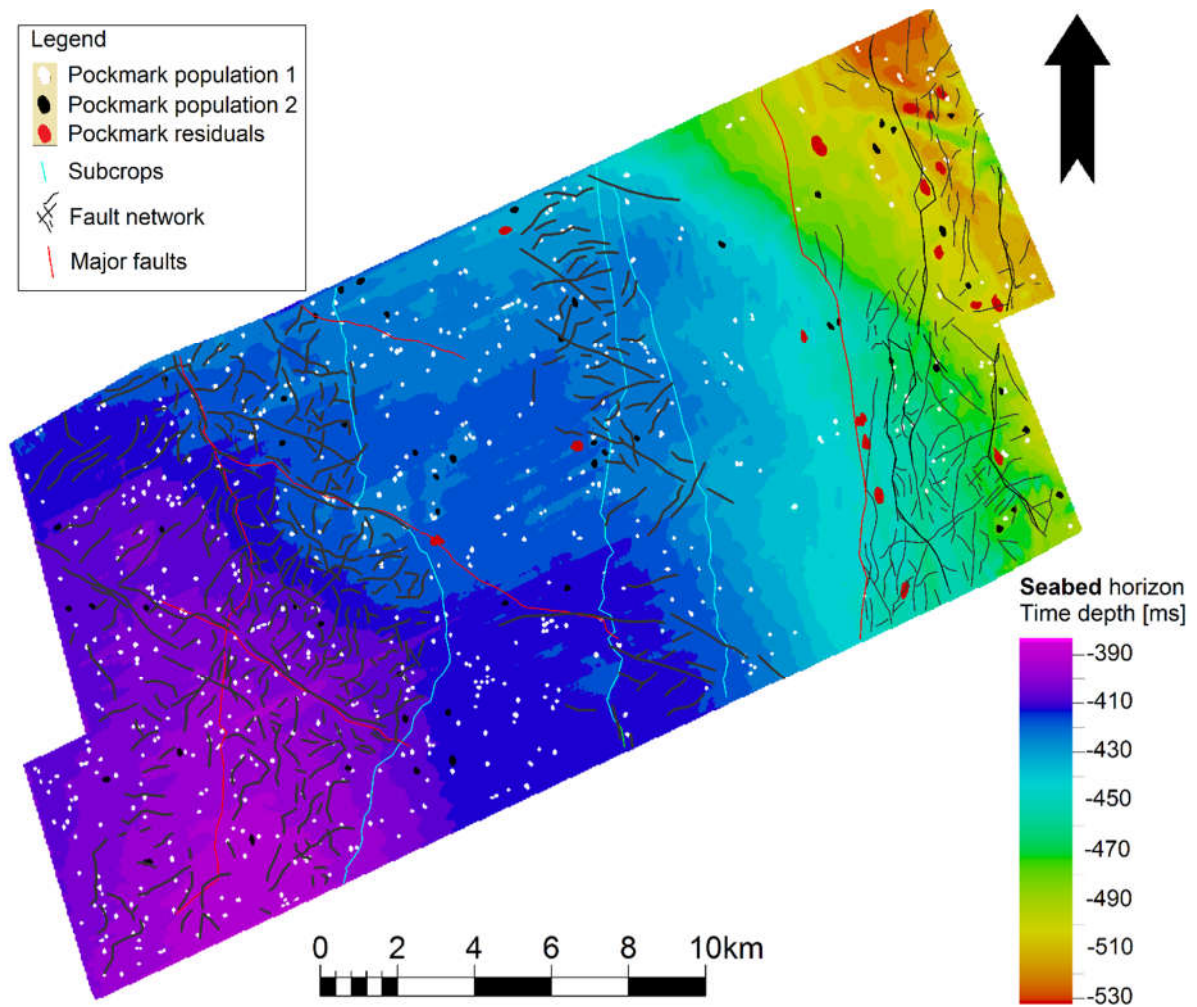 Legend
Pockmark population 1
Pockmark population 2
Pockmark residuals
Subcrops
Fault network
Major faults
Seabed horizon
Time depth [ms]
-390
-410
-430
-450
-470
-490
-510
-530
0 2 4 6 8 10km